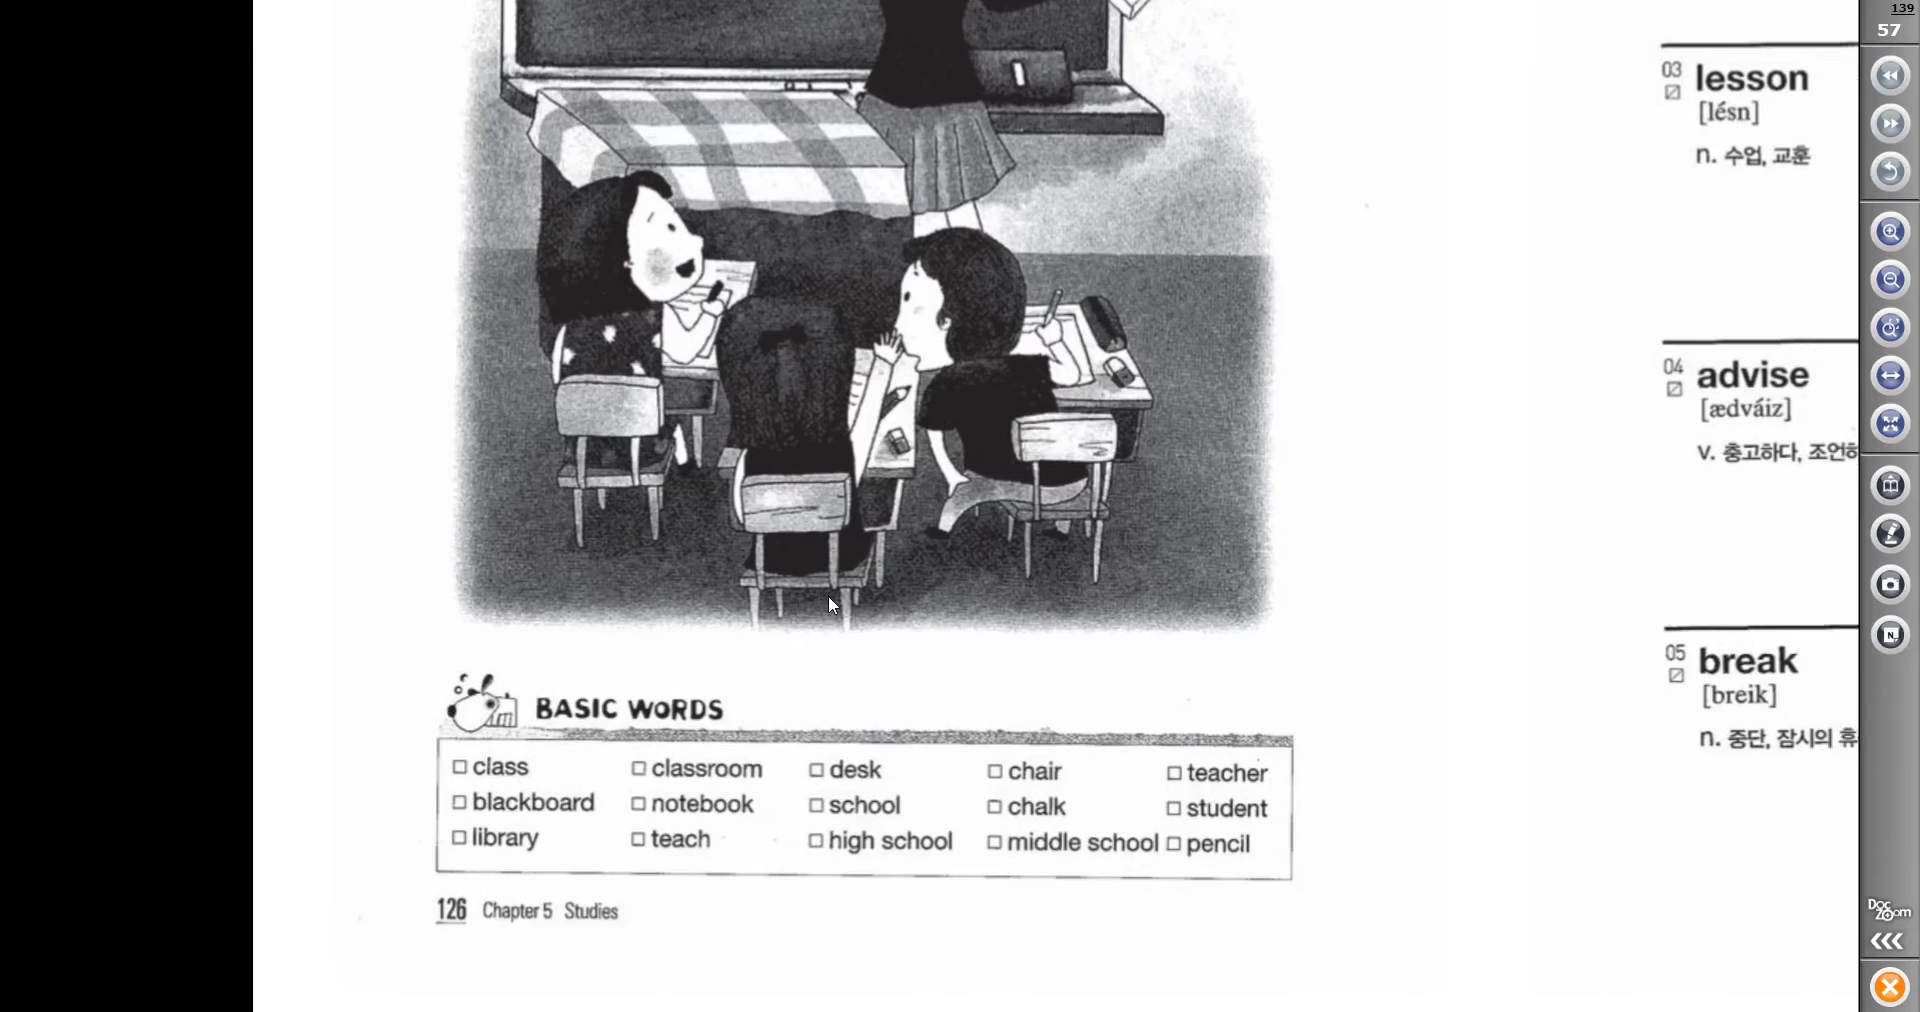 BASIC WORDS
class classroom desk chair teacher
blackboard notebook school chalk student
library teach high school middle school pencil
126 Chapter 5 Studies
03
lesson
[lésn]
n. 수업, 교훈
04
advise
[ædváiz]
v. 충고하다,
05
break
[breik]
n. 중단, 잠시의
139
57
N
Doc
Zoom